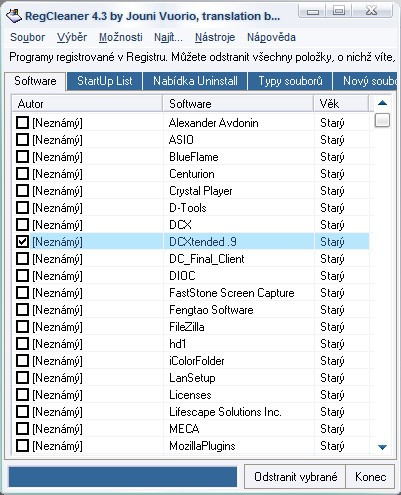 RegCleaner 4.3 by Jouni Vuorio, translation b...
Soubor Výběr Možnosti Najít... Nástroje Nápověda
Programy registrované v Registru. Můžete odstranit všechny položky, o nichž víte,
Software StartUp List Nabídka Uninstall Typy souborů Nový soubo
Autor Software Věk
[Neznámý] Alexander Avdonin Starý
[Neznámý] ASIO Starý
[Neznámý] BlueFlame Starý
[Neznámý] Centurion Starý
[Neznámý] Crystal Player Starý
[Neznámý] D-Tools Starý
[Neznámý] DCX Starý
[Neznámý] DCXtended .9 Starý
[Neznámý] DC_Final_Client Starý
[Neznámý] DIOC Starý
[Neznámý] FastStone Screen Capture Starý
[Neznámý] Fengtao Software Starý
[Neznámý] FileZilla Starý
[Neznámý] hd1 Starý
[Neznámý] iColorFolder Starý
[Neznámý] LanSetup Starý
[Neznámý] Licenses Starý
[Neznámý] Lifescape Solutions Inc. Starý
[Neznámý] MECA Starý
[Neznámý] MozillaPlugins Starý
Odstranit vybrané Konec